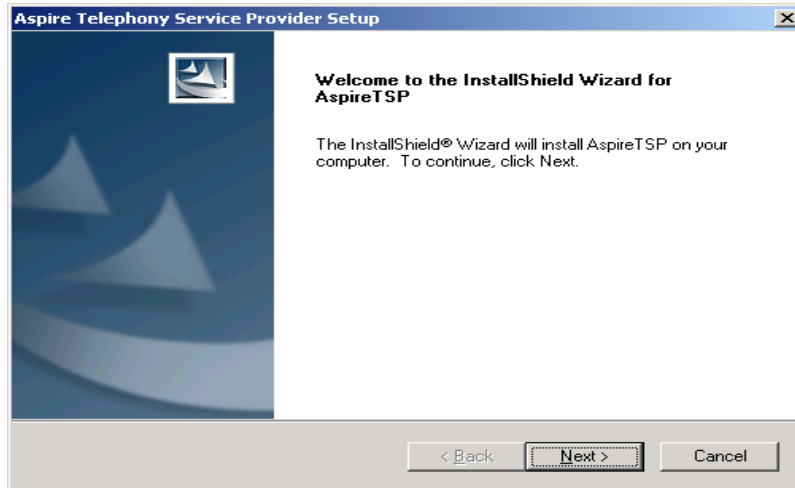 Aspire Telephony Service Provider Setup
Welcome to the InstallShield Wizard for
AspireTSP
The InstallShield® Wizard will install AspireTSP on your
computer. To continue, click Next.
< Back
Next >
Cancel